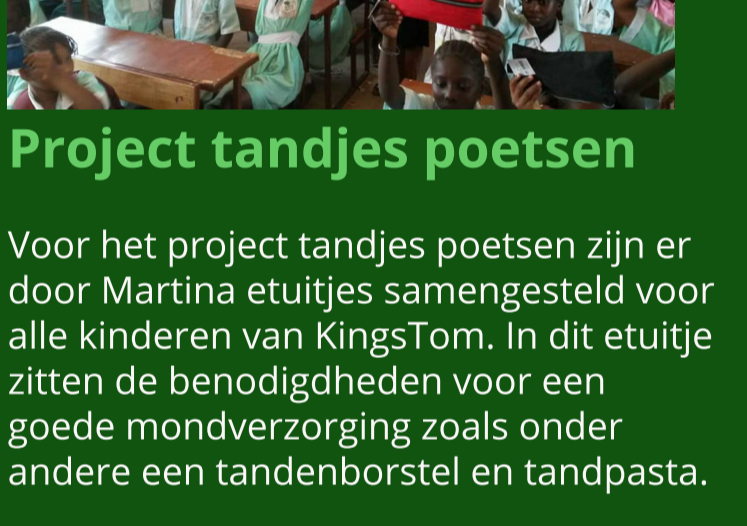 Project tandjes poetsen
Voor het project tandjes poetsen zijn er
door Martina etuitjes samengesteld voor
alle kinderen van KingsTom. In dit etuitje
zitten de benodigdheden voor een
goede mondverzorging zoals onder
andere een tandenborstel en tandpasta.